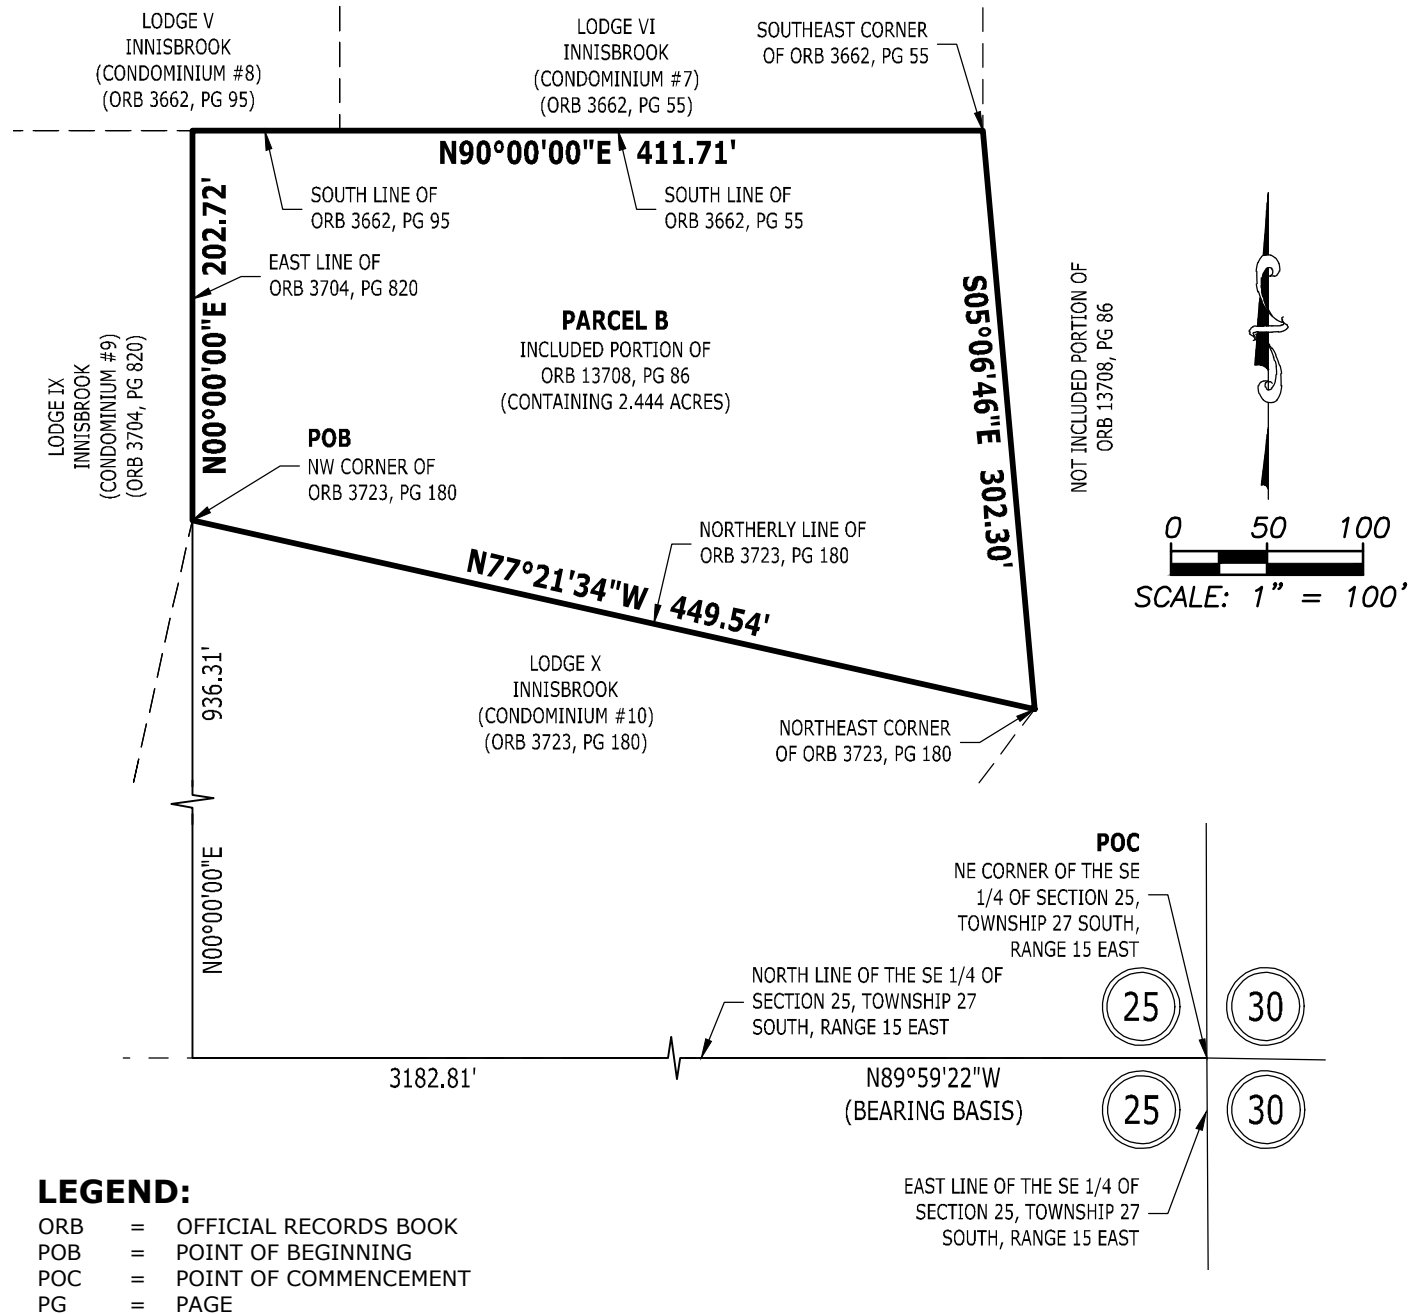 LODGE V
INNISBROOK
(CONDOMINIUM #8)
(ORB 3662, PG 95)
LODGE VI
INNISBROOK
(CONDOMINIUM #7)
(ORB 3662, PG 55)
SOUTHEAST CORNER
OF ORB 3662, PG 55
N90°00'00"E 411.71'
SOUTH LINE OF
ORB 3662, PG 95
SOUTH LINE OF
ORB 3662, PG 55
N00°00'00"E 202.72'
EAST LINE OF
ORB 3704, PG 820
LODGE IX
INNISBROOK
(CONDOMINIUM #9)
(ORB 3704, PG 820)
PARCEL B
INCLUDED PORTION OF
ORB 13708, PG 86
(CONTAINING 2.444 ACRES)
S05°06'46"E 302.30'
NOT INCLUDED PORTION OF
ORB 13708, PG 86
POB
NW CORNER OF
ORB 3723, PG 180
NORTHERLY LINE OF
ORB 3723, PG 180
N77°21'34"W 449.54'
0 50 100
SCALE: 1" = 100'
LODGE X
INNISBROOK
(CONDOMINIUM #10)
(ORB 3723, PG 180)
NORTHEAST CORNER
OF ORB 3723, PG 180
936.31'
N00°00'00"E
POC
NE CORNER OF THE SE
1/4 OF SECTION 25,
TOWNSHIP 27 SOUTH,
RANGE 15 EAST
NORTH LINE OF THE SE 1/4 OF
SECTION 25, TOWNSHIP 27
SOUTH, RANGE 15 EAST
25 30
3182.81'
N89°59'22"W
(BEARING BASIS)
25 30
EAST LINE OF THE SE 1/4 OF
SECTION 25, TOWNSHIP 27
SOUTH, RANGE 15 EAST
LEGEND:
ORB = OFFICIAL RECORDS BOOK
POB = POINT OF BEGINNING
POC = POINT OF COMMENCEMENT
PG = PAGE